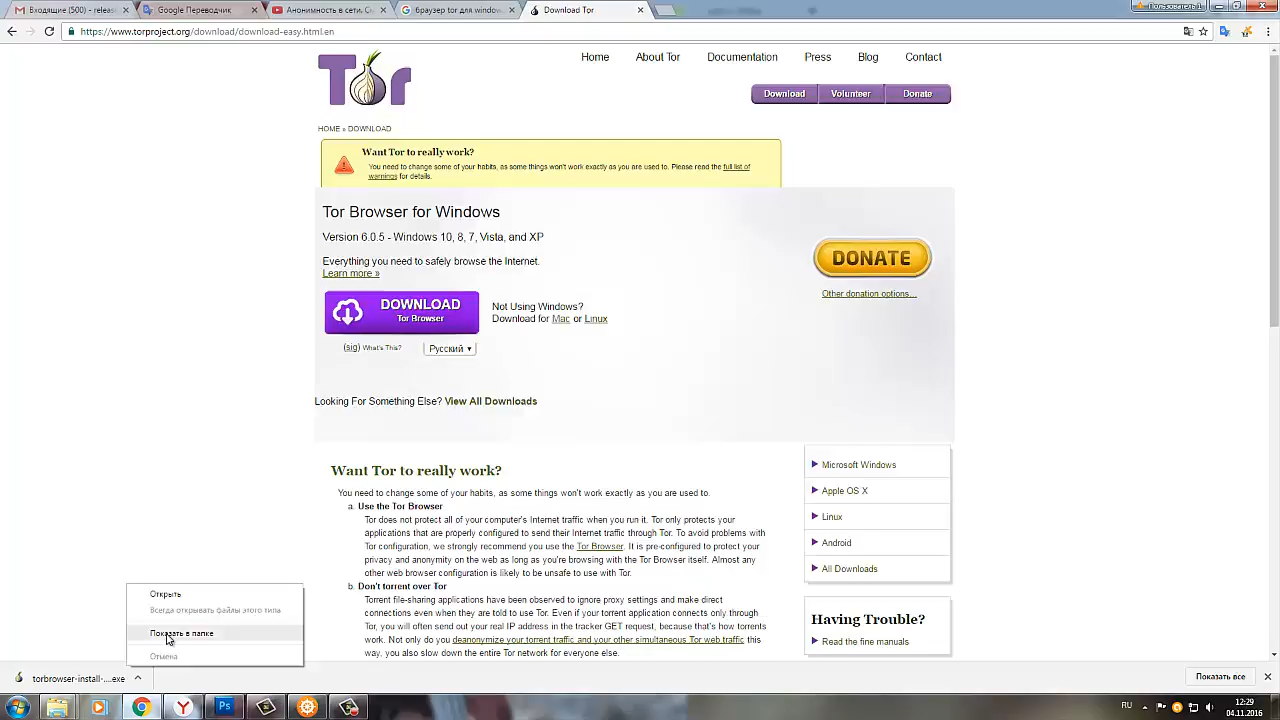 Входящие (500) – releas
Google Переводчик
Анонимность в сети. Сн
браузер tor для window
Download Tor
Пользователь 1
https://www.torproject.org/download/download-easy.html.en
Tor
Home
About Tor
Documentation
Press
Blog
Contact
Download
Volunteer
Donate
HOME » DOWNLOAD
Want Tor to really work?
You need to change some of your habits, as some things won't work exactly as you are used to. Please read the full list of
warnings for details.
Tor Browser for Windows
Version 6.0.5 - Windows 10, 8, 7, Vista, and XP
Everything you need to safely browse the Internet.
Learn more »
DONATE
Other donation options...
DOWNLOAD
Tor Browser
Not Using Windows?
Download for Mac or Linux
(sig) What's This?
Русский ▾
Looking For Something Else? View All Downloads
Want Tor to really work?
You need to change some of your habits, as some things won't work exactly as you are used to.
a. Use the Tor Browser
Tor does not protect all of your computer's Internet traffic when you run it. Tor only protects your
applications that are properly configured to send their Internet traffic through Tor. To avoid problems with
Tor configuration, we strongly recommend you use the Tor Browser. It is pre-configured to protect your
privacy and anonymity on the web as long as you're browsing with the Tor Browser itself. Almost any
other web browser configuration is likely to be unsafe to use with Tor.
b. Don't torrent over Tor
Torrent file-sharing applications have been observed to ignore proxy settings and make direct
connections even when they are told to use Tor. Even if your torrent application connects only through
Tor, you will often send out your real IP address in the tracker GET request, because that's how torrents
work. Not only do you deanonymize your torrent traffic and your other simultaneous Tor web traffic this
way, you also slow down the entire Tor network for everyone else.
Microsoft Windows
Apple OS X
Linux
Android
All Downloads
Having Trouble?
Read the fine manuals
Открыть
Всегда открывать файлы этого типа
Показать в папке
Отмена
torbrowser-install-....exe
Показать все
Y
Ps
RU
12:29
04.11.2016